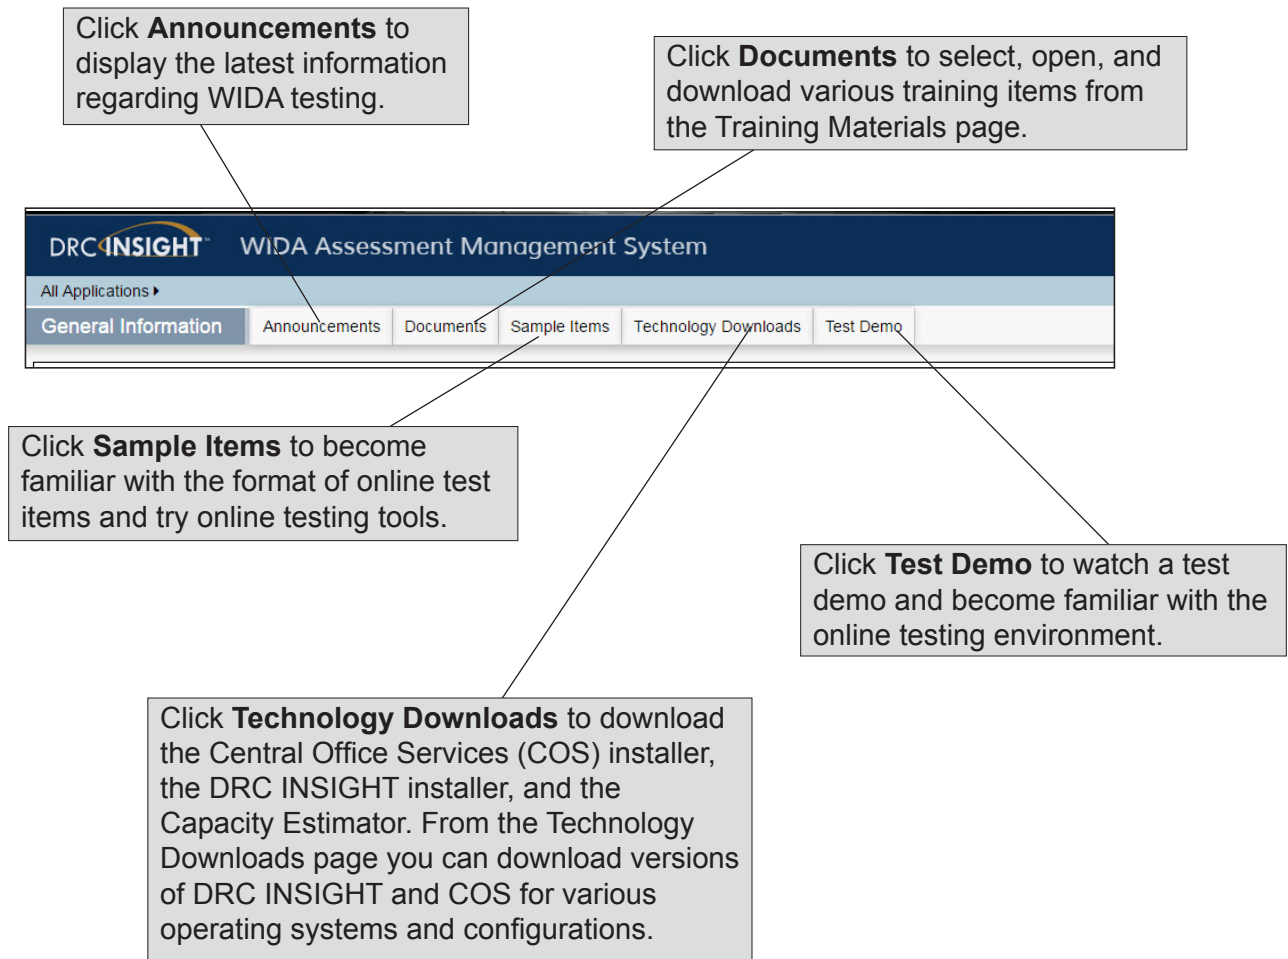 Click Announcements to
display the latest information
regarding WIDA testing.
Click Documents to select, open, and
download various training items from
the Training Materials page.
DRC INSIGHT™ WIDA Assessment Management System
All Applications
General Information Announcements Documents Sample Items Technology Downloads Test Demo
Click Sample Items to become
familiar with the format of online test
items and try online testing tools.
Click Test Demo to watch a test
demo and become familiar with the
online testing environment.
Click Technology Downloads to download
the Central Office Services (COS) installer,
the DRC INSIGHT installer, and the
Capacity Estimator. From the Technology
Downloads page you can download versions
of DRC INSIGHT and COS for various
operating systems and configurations.